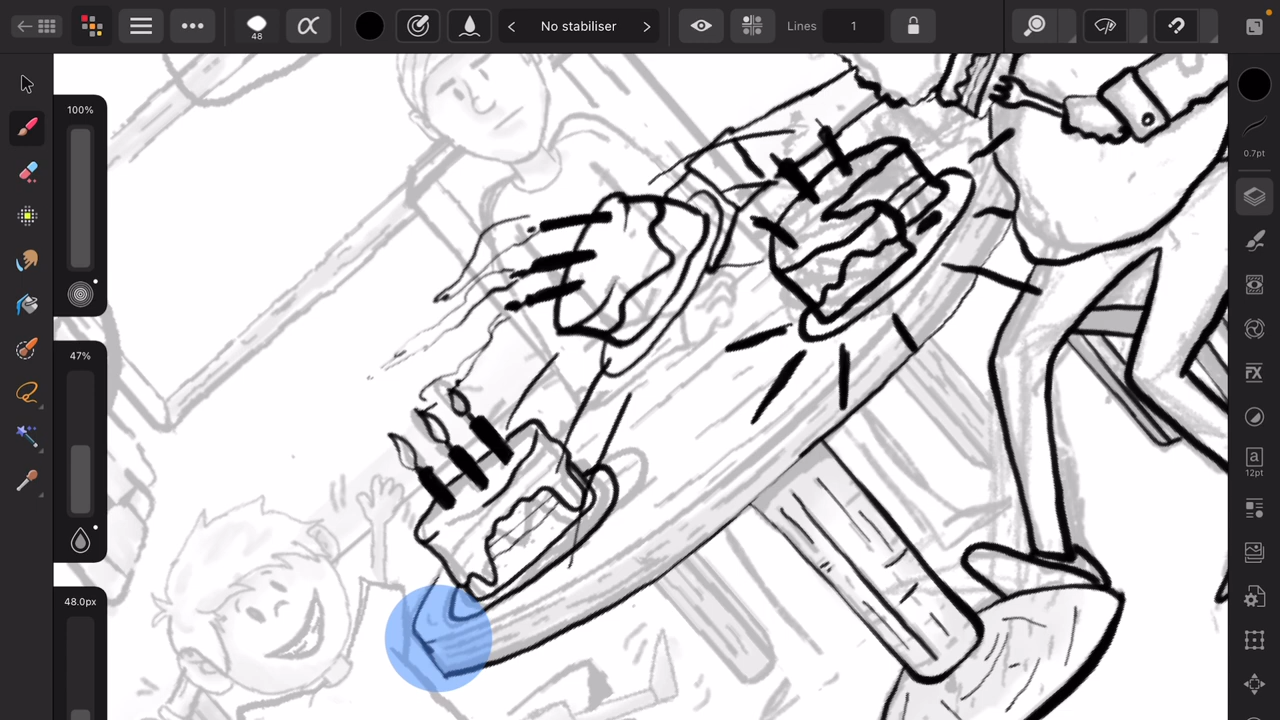 48
α
No stabiliser
Lines 1
100%
0.7pt
47%
FX
a
12pt
48.0px